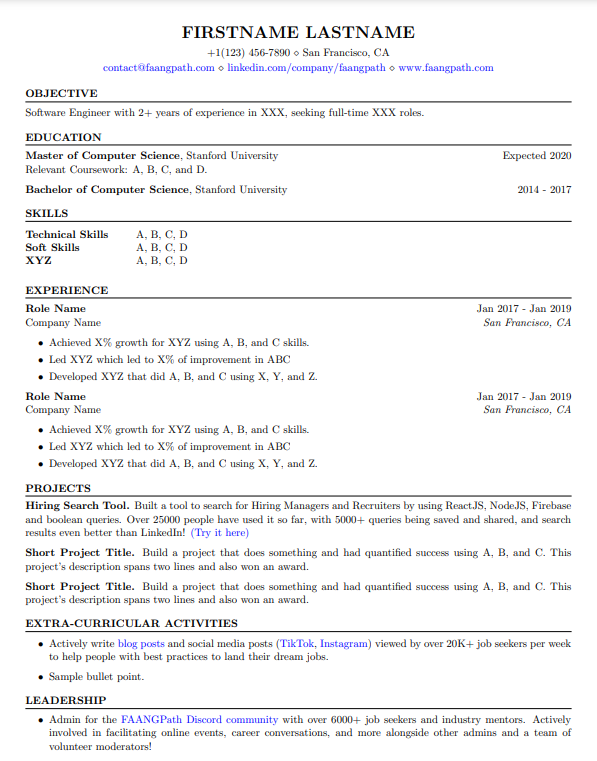 FIRSTNAME LASTNAME
+1(123) 456-7890 ⋄ San Francisco, CA
contact@faangpath.com ⋄ linkedin.com/company/faangpath ⋄ www.faangpath.com
OBJECTIVE
Software Engineer with 2+ years of experience in XXX, seeking full-time XXX roles.
EDUCATION
Master of Computer Science, Stanford University Expected 2020
Relevant Coursework: A, B, C, and D.
Bachelor of Computer Science, Stanford University 2014 - 2017
SKILLS
Technical Skills A, B, C, D
Soft Skills A, B, C, D
XYZ A, B, C, D
EXPERIENCE
Role Name Jan 2017 - Jan 2019
Company Name San Francisco, CA
• Achieved X% growth for XYZ using A, B, and C skills.
• Led XYZ which led to X% of improvement in ABC
• Developed XYZ that did A, B, and C using X, Y, and Z.
Role Name Jan 2017 - Jan 2019
Company Name San Francisco, CA
• Achieved X% growth for XYZ using A, B, and C skills.
• Led XYZ which led to X% of improvement in ABC
• Developed XYZ that did A, B, and C using X, Y, and Z.
PROJECTS
Hiring Search Tool. Built a tool to search for Hiring Managers and Recruiters by using ReactJS, NodeJS, Firebase
and boolean queries. Over 25000 people have used it so far, with 5000+ queries being saved and shared, and search
results even better than LinkedIn! (Try it here)
Short Project Title. Build a project that does something and had quantified success using A, B, and C. This
project's description spans two lines and also won an award.
Short Project Title. Build a project that does something and had quantified success using A, B, and C. This
project's description spans two lines and also won an award.
EXTRA-CURRICULAR ACTIVITIES
• Actively write blog posts and social media posts (TikTok, Instagram) viewed by over 20K+ job seekers per week
to help people with best practices to land their dream jobs.
• Sample bullet point.
LEADERSHIP
• Admin for the FAANGPath Discord community with over 6000+ job seekers and industry mentors. Actively
involved in facilitating online events, career conversations, and more alongside other admins and a team of
volunteer moderators!